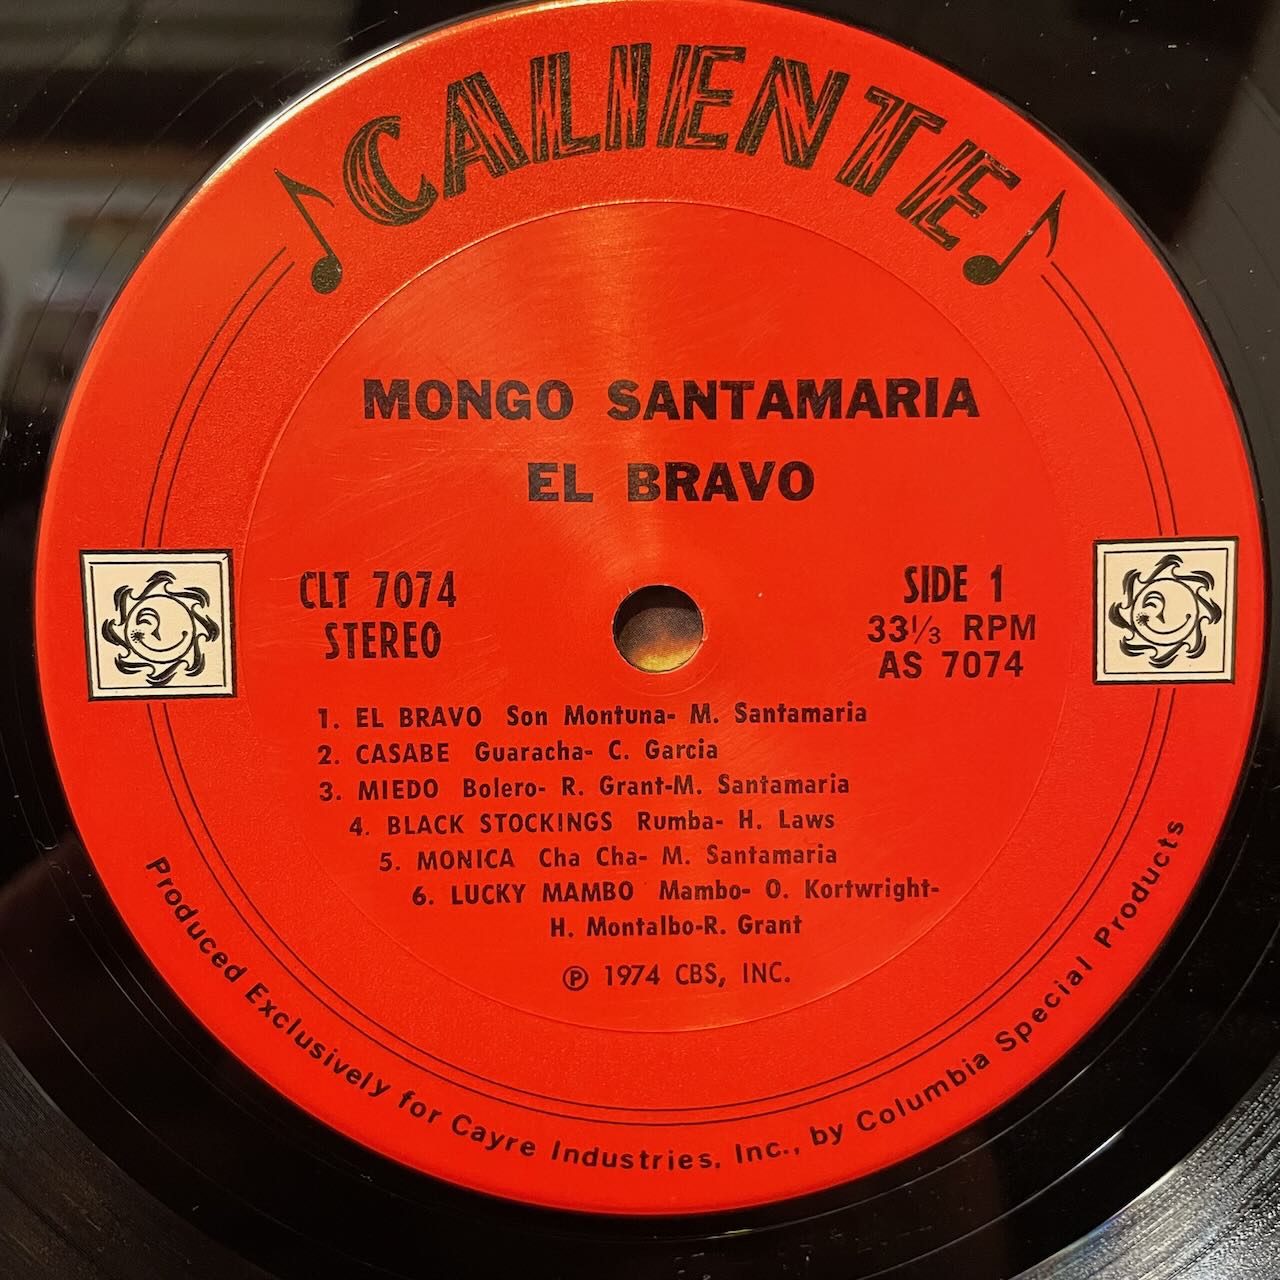 CALIENTE
MONGO SANTAMARIA
EL BRAVO
CLT 7074
STEREO
SIDE 1
33 1/3 RPM
AS 7074
1. EL BRAVO Son Montuna- M. Santamaria
2. CASABE Guaracha- C. Garcia
3. MIEDO Bolero- R. Grant-M. Santamaria
4. BLACK STOCKINGS Rumba- H. Laws
5. MONICA Cha Cha- M. Santamaria
6. LUCKY MAMBO Mambo- O. Kortwright-
H. Montalbo-R. Grant
Ⓟ 1974 CBS, INC.
Produced Exclusively for Cayre Industries, Inc., by Columbia Special Products